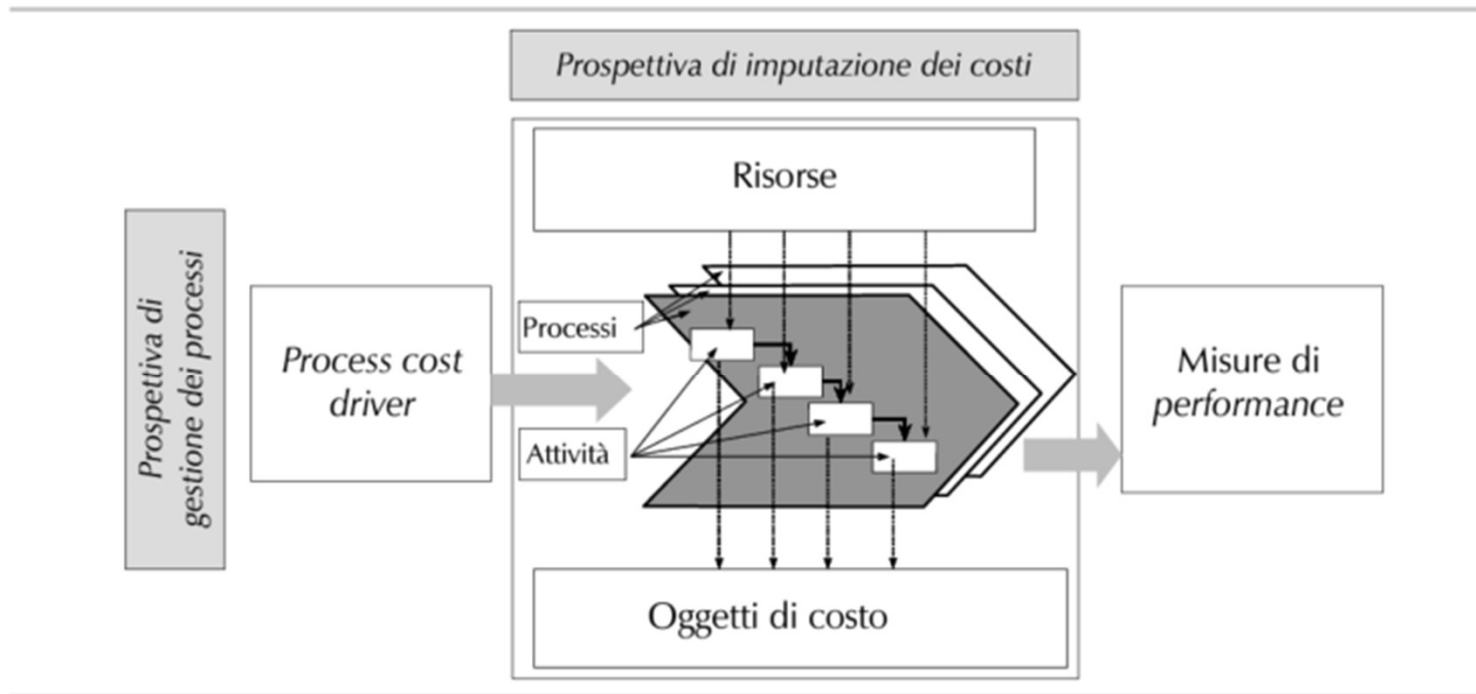 Prospettiva di imputazione dei costi
Risorse
Prospettiva di
gestione dei processi
Process cost
driver
Processi
Attività
Misure di
performance
Oggetti di costo